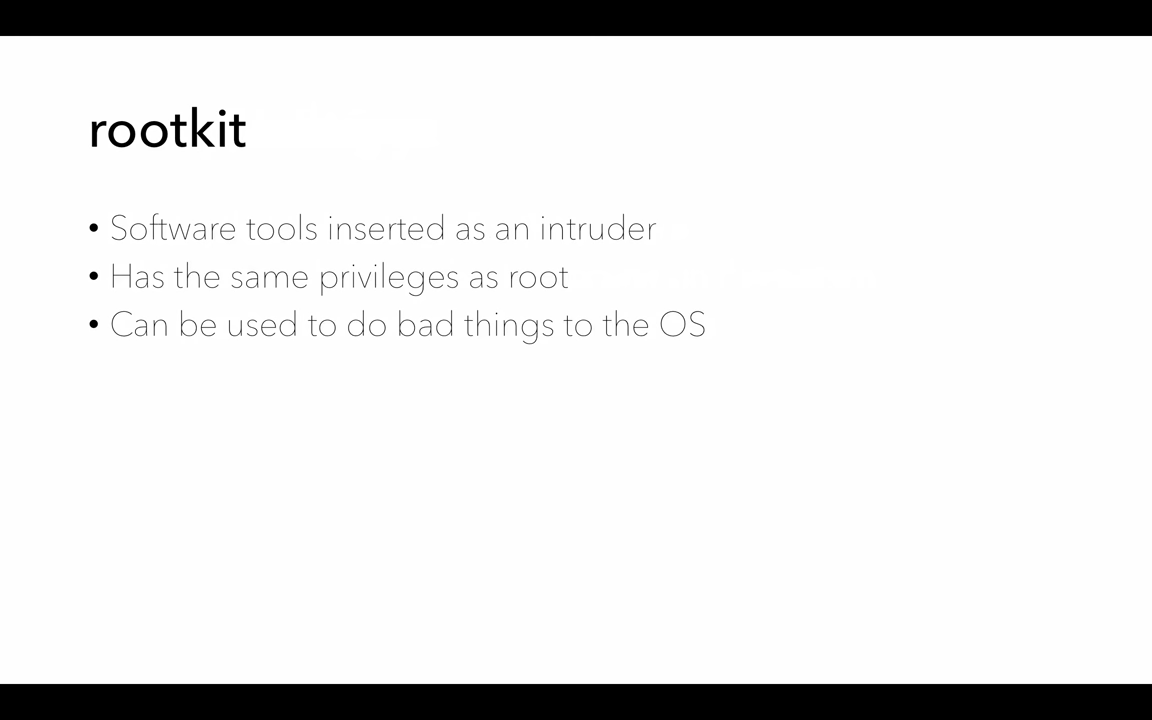 rootkit
• Software tools inserted as an intruder
• Has the same privileges as root
• Can be used to do bad things to the OS